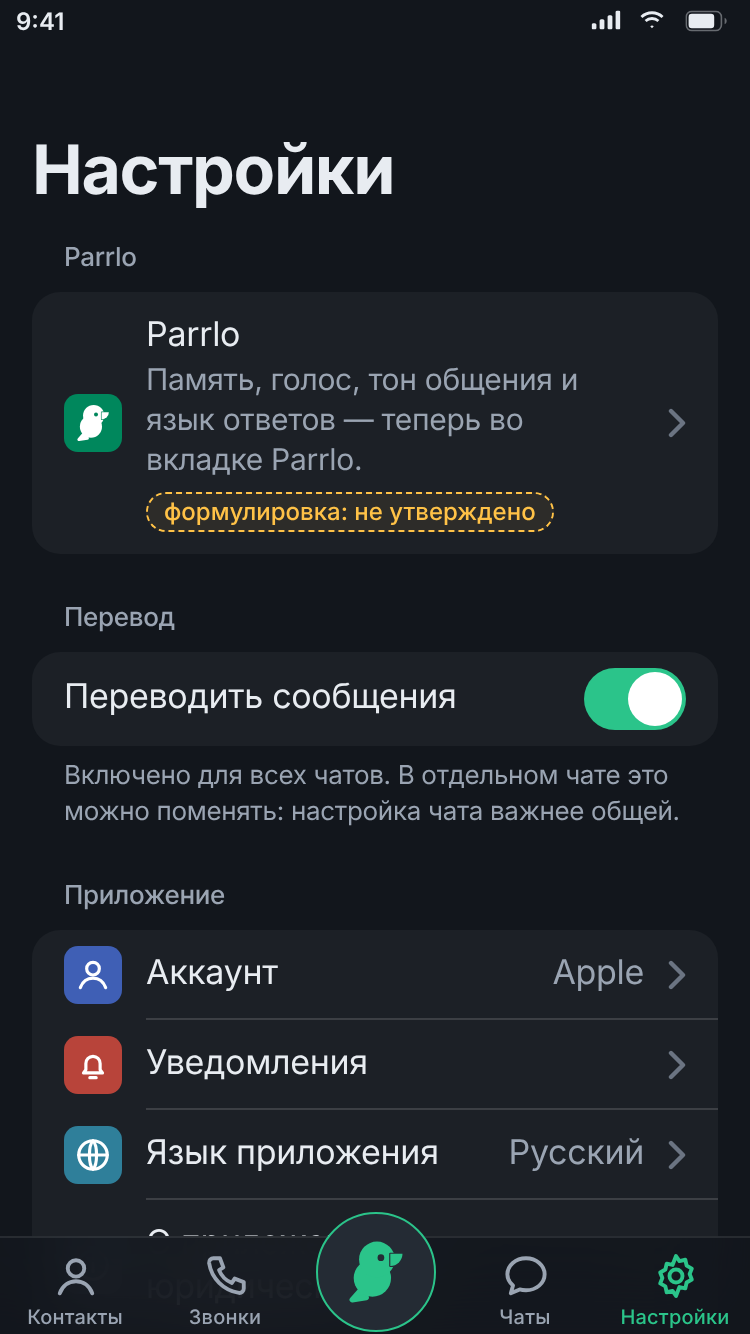 9:41
Настройки
Parrlo
Parrlo
Память, голос, тон общения и
язык ответов — теперь во
вкладке Parrlo.
формулировка: не утверждено
Перевод
Переводить сообщения
Включено для всех чатов. В отдельном чате это
можно поменять: настройка чата важнее общей.
Приложение
Аккаунт Apple
Уведомления
Язык приложения Русский
Контакты Звонки Чаты Настройки